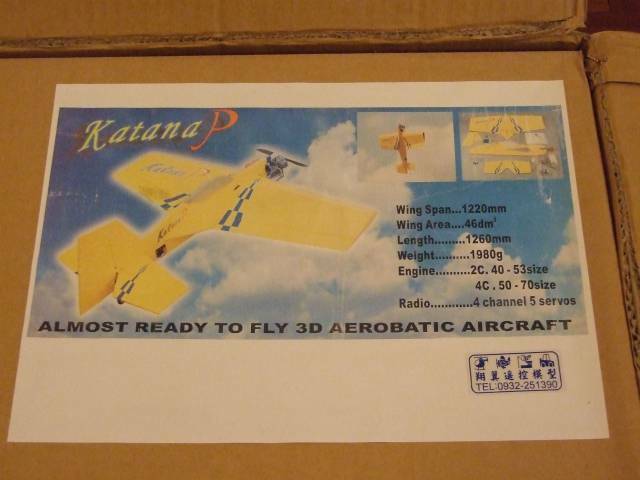 Katana P
Wing Span...1220mm
Wing Area....46dm²
Length.........1260mm
Weight..........1980g
Engine..........2C. 40 - 53size
4C . 50 - 70size
Radio............4 channel 5 servos
ALMOST READY TO FLY 3D AEROBATIC AIRCRAFT
翔翼遙控模型
TEL:0932-251390
Katana
Katana